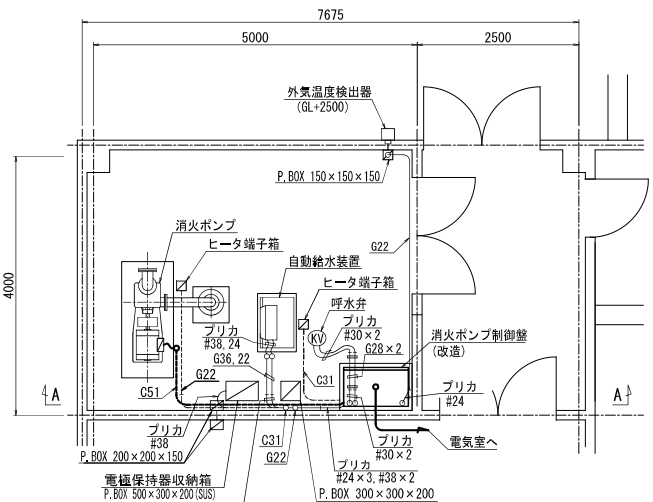 7675
5000
2500
外気温度検出器
(GL+2500)
P.BOX 150×150×150
消火ポンプ
ヒータ端子箱
G22
自動給水装置
ヒータ端子箱
4000
呼水弁
プリカ
#38,24
KV
プリカ
#30×2
消火ポンプ制御盤
(改造)
G28×2
G36,22
A
C51
G22
C31
プリカ
#24
A
プリカ
#38
C31
G22
プリカ
#30×2
電気室へ
P.BOX 200×200×150
プリカ
#24×3,#38×2
電極保持器収納箱
P.BOX 500×300×200(SUS)
P.BOX 300×300×200